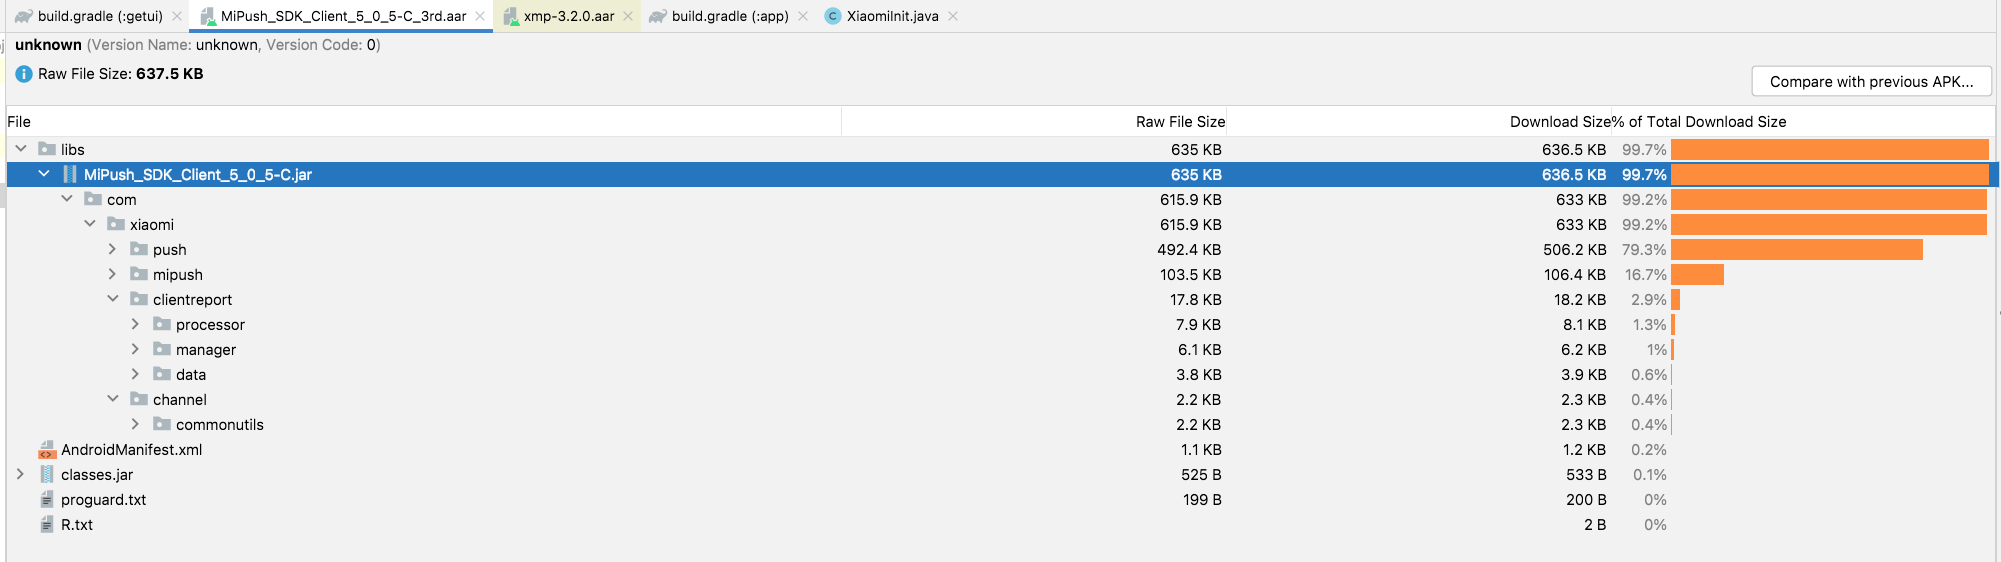 build.gradle (:getui) MiPush_SDK_Client_5_0_5-C_3rd.aar xmp-3.2.0.aar build.gradle (:app) XiaomiInit.java
unknown (Version Name: unknown, Version Code: 0)
Raw File Size: 637.5 KB
Compare with previous APK...
File Raw File Size Download Size % of Total Download Size
libs 635 KB 636.5 KB 99.7%
MiPush_SDK_Client_5_0_5-C.jar 635 KB 636.5 KB 99.7%
com 615.9 KB 633 KB 99.2%
xiaomi 615.9 KB 633 KB 99.2%
push 492.4 KB 506.2 KB 79.3%
mipush 103.5 KB 106.4 KB 16.7%
clientreport 17.8 KB 18.2 KB 2.9%
processor 7.9 KB 8.1 KB 1.3%
manager 6.1 KB 6.2 KB 1%
data 3.8 KB 3.9 KB 0.6%
channel 2.2 KB 2.3 KB 0.4%
commonutils 2.2 KB 2.3 KB 0.4%
AndroidManifest.xml 1.1 KB 1.2 KB 0.2%
classes.jar 525 B 533 B 0.1%
proguard.txt 199 B 200 B 0%
R.txt 2 B 0%